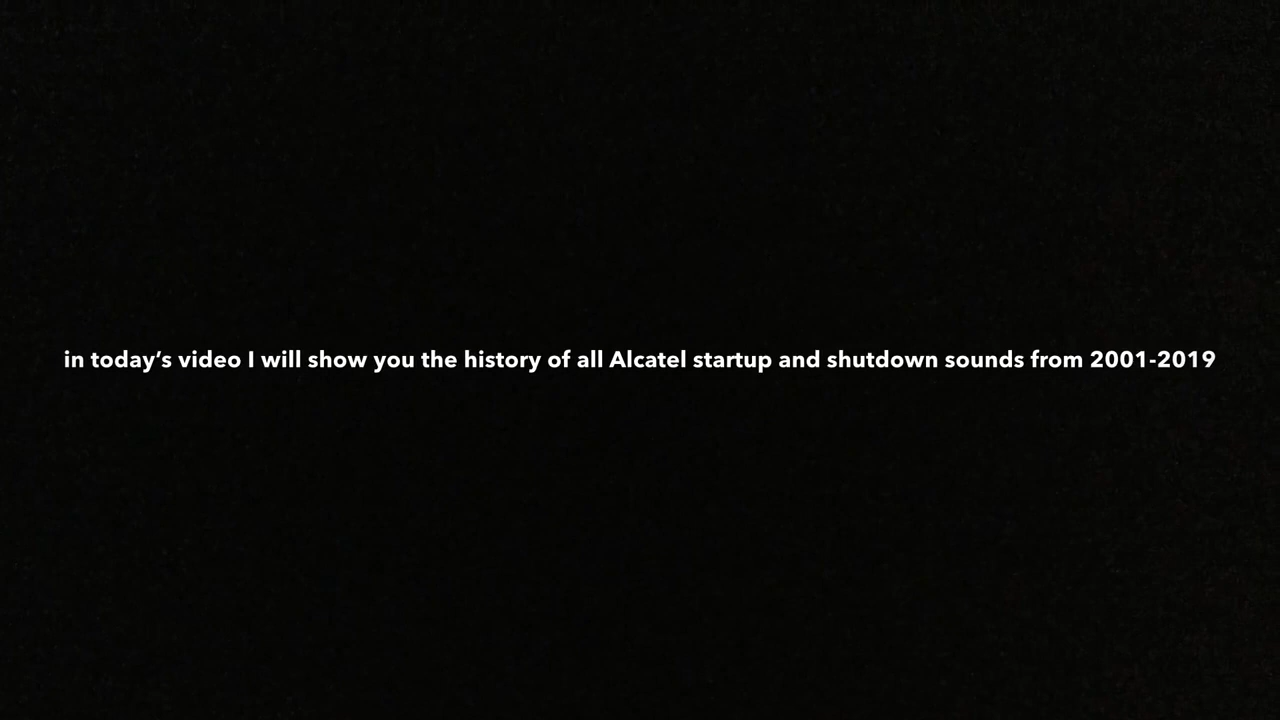 in today‘s video I will show you the history of all Alcatel startup and shutdown sounds from 2001-2019